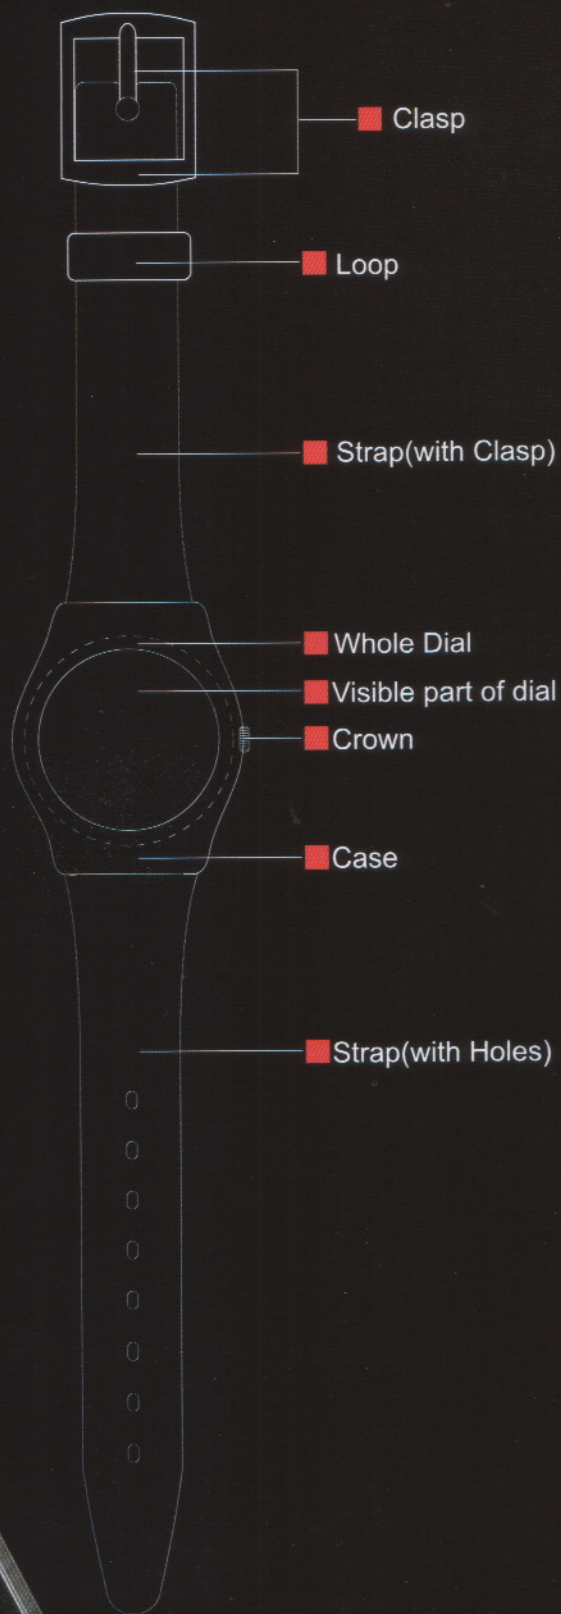 Clasp
Loop
Strap(with Clasp)
Whole Dial
Visible part of dial
Crown
Case
Strap(with Holes)